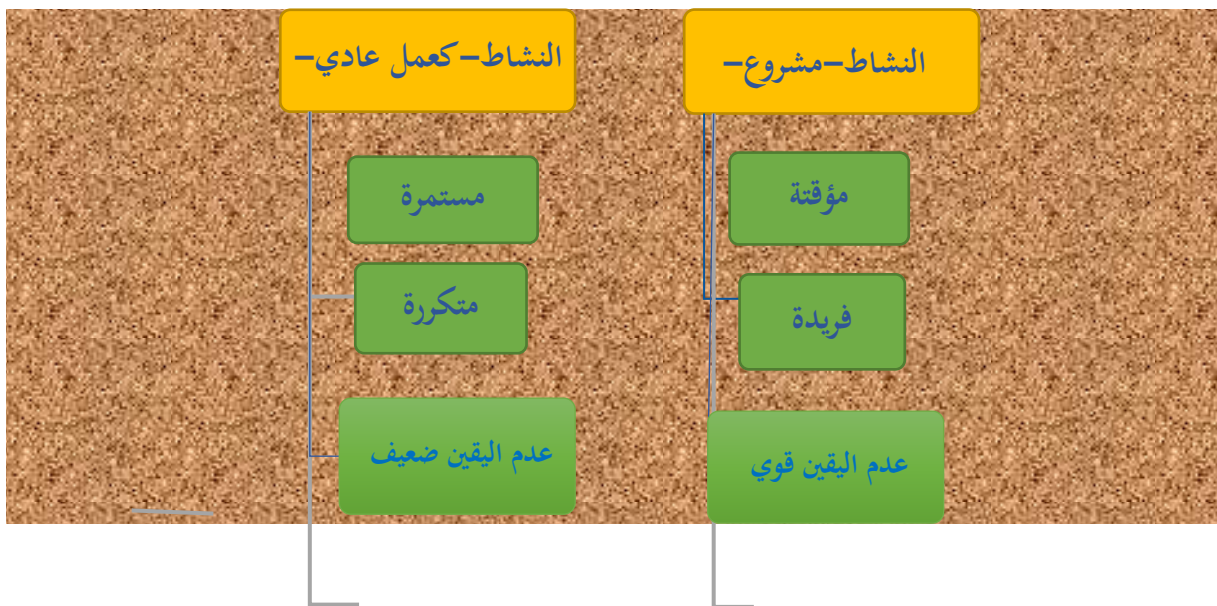 النشاط–مشروع–
مؤقتة
فريدة
عدم اليقين قوي
النشاط–كعمل عادي–
مستمرة
متكررة
عدم اليقين ضعيف